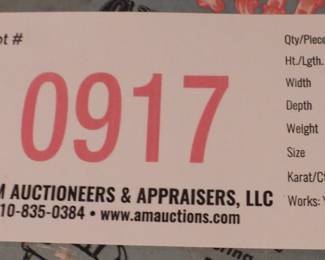 ot #
0917
M AUCTIONEERS & APPRAISERS, LLC
10-835-0384 • www.amauctions.com
Qty/Piece
Ht./Lgth.
Width
Depth
Weight
Size
Karat/Ct
Works: Y